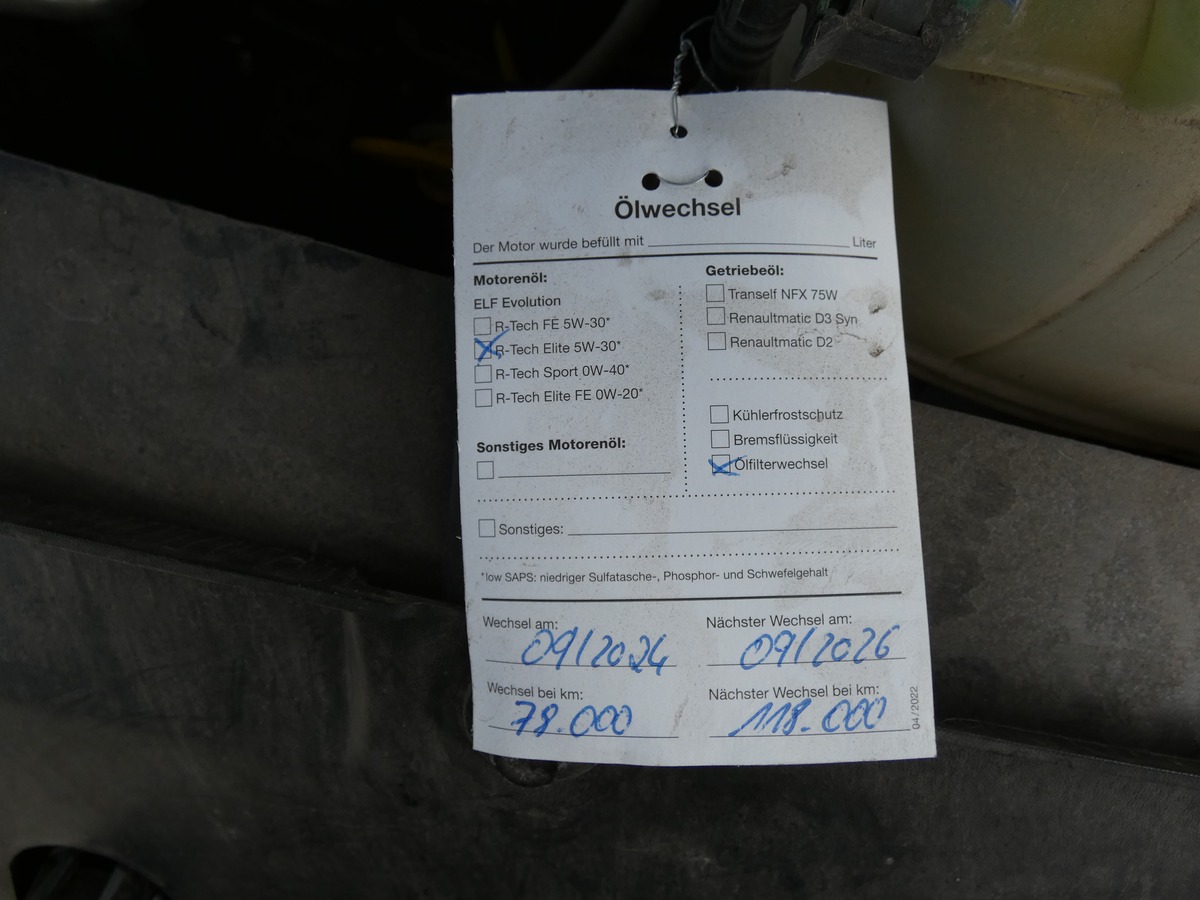 Ölwechsel
Der Motor wurde befüllt mit ____ Liter
Motorenöl:
ELF Evolution
R-Tech FE 5W-30*
R-Tech Elite 5W-30*
R-Tech Sport 0W-40*
R-Tech Elite FE 0W-20*
Sonstiges Motorenöl:
Getriebeöl:
Tranself NFX 75W
Renaultmatic D3 Syn
Renaultmatic D2
Kühlerfrostschutz
Bremsflüssigkeit
Ölfilterwechsel
Sonstiges:
*low SAPS: niedriger Sulfatasche-, Phosphor- und Schwefelgehalt
Wechsel am:
09/2024
Nächster Wechsel am:
09/2026
Wechsel bei km:
78.000
Nächster Wechsel bei km:
118.000
04/2022